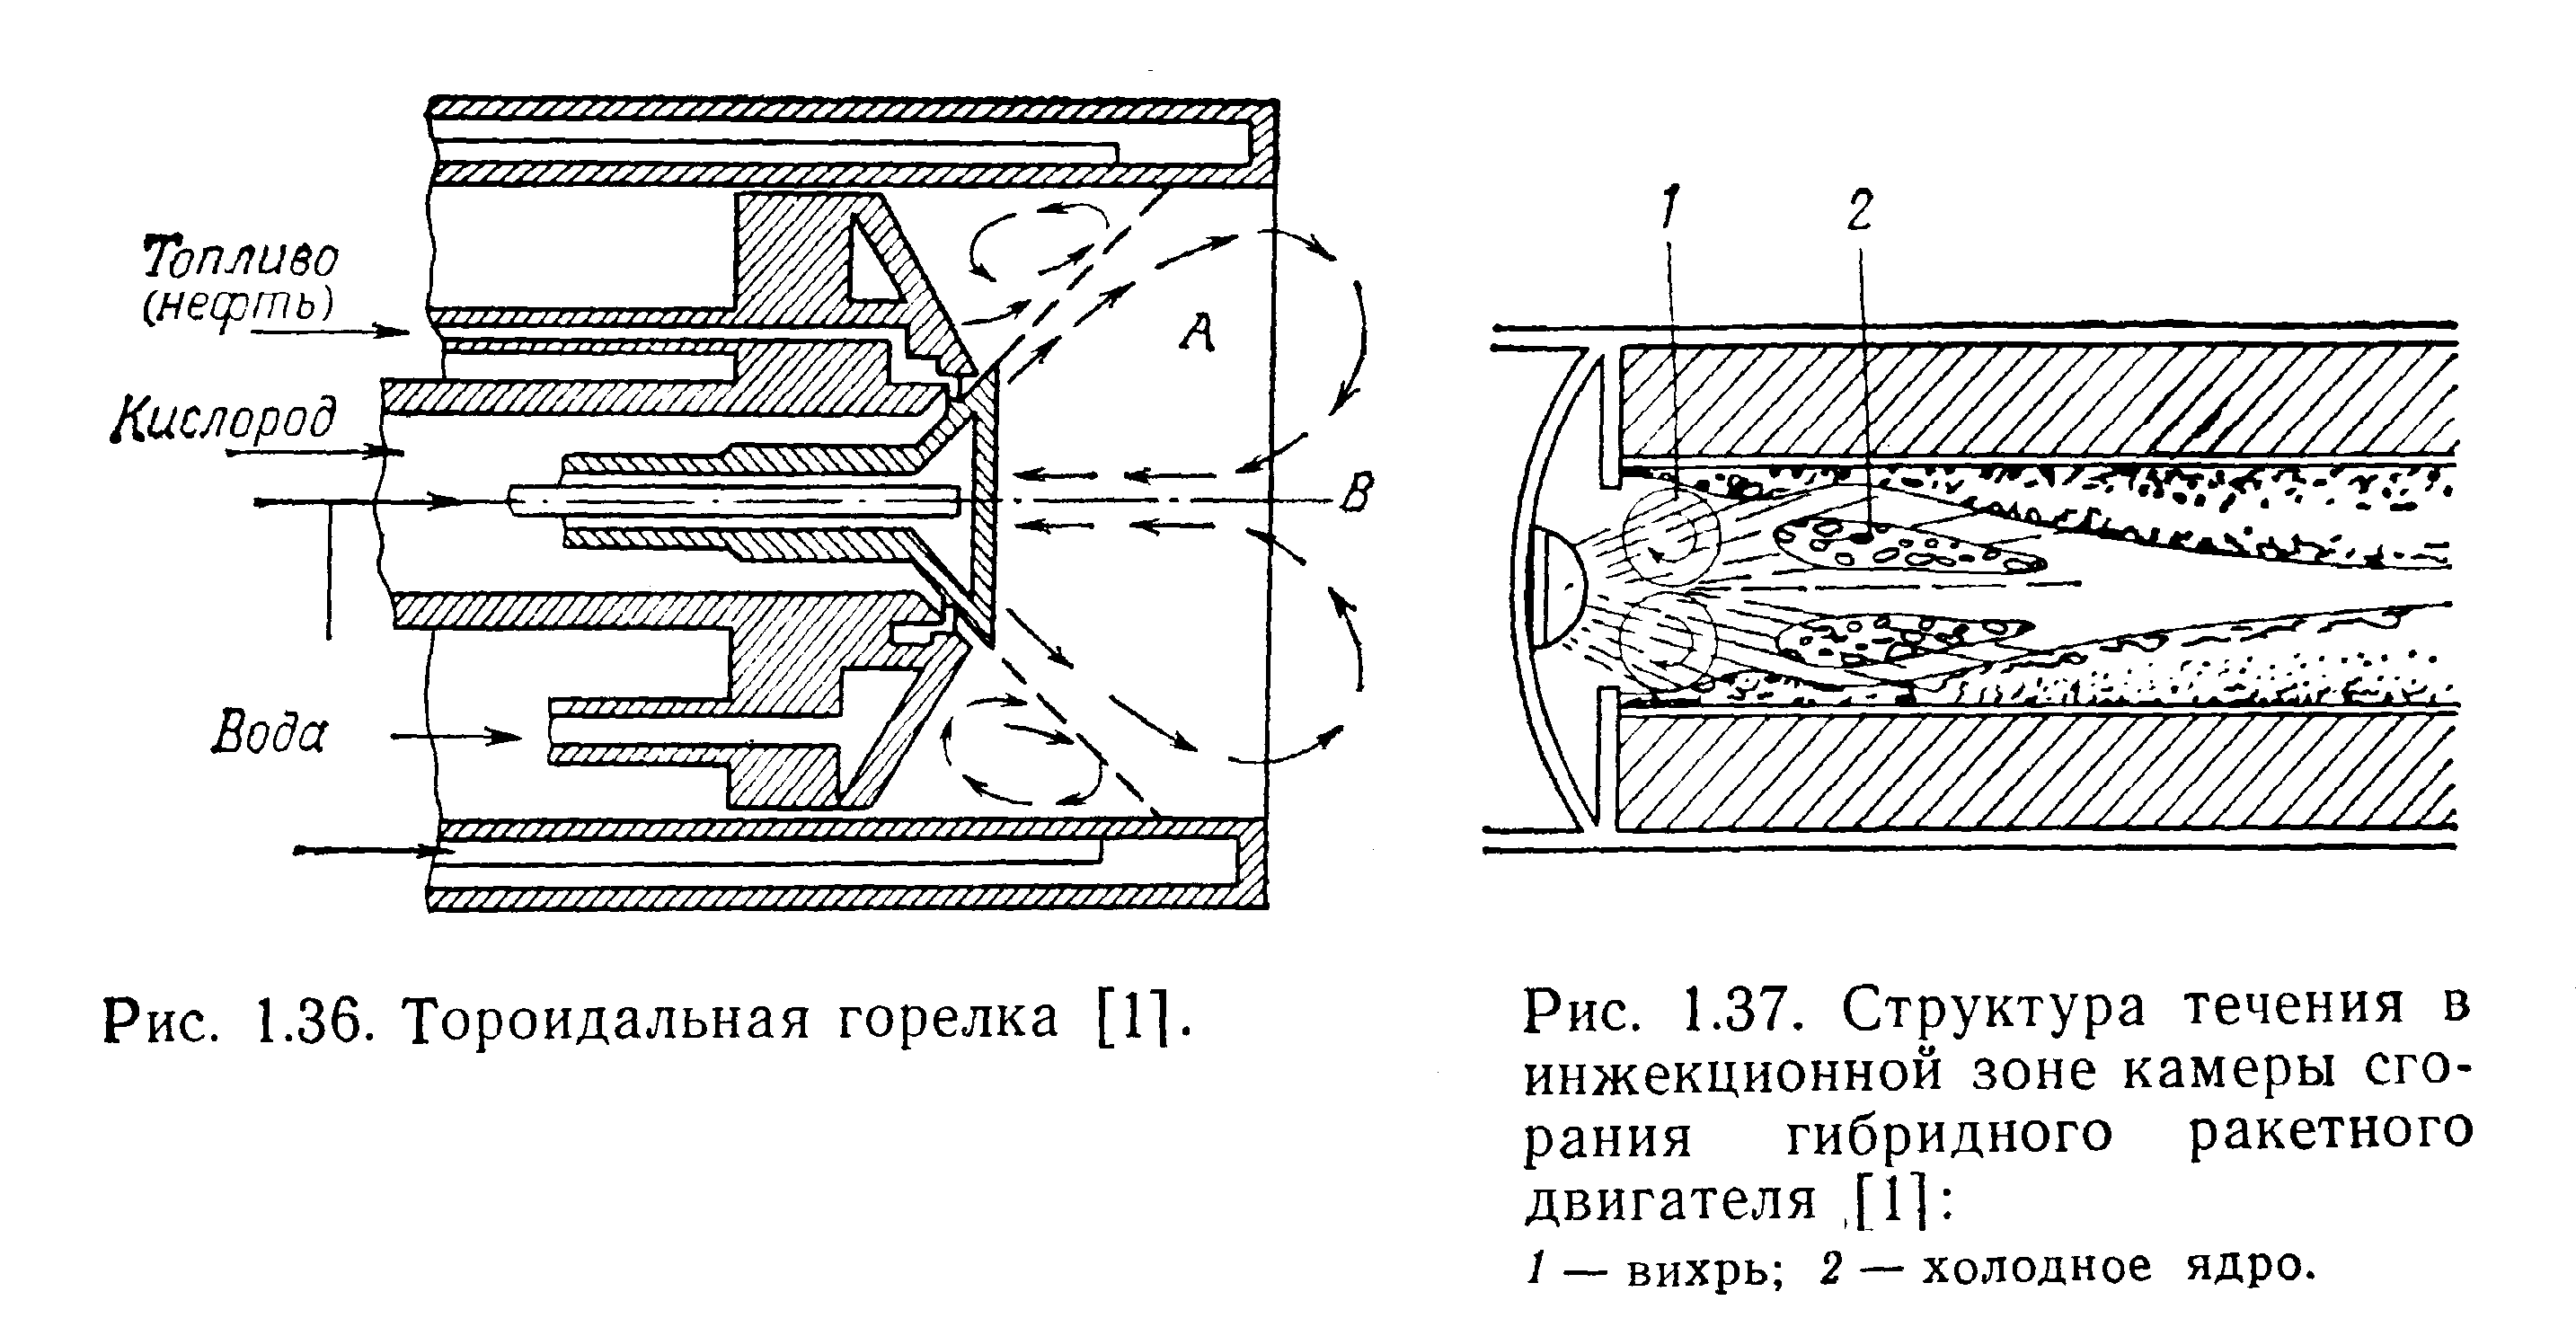 Топливо
(нефть)
Кислород
Вода
A
B
Рис. 1.36. Тороидальная горелка [1].
1
2
Рис. 1.37. Структура течения в
инжекционной зоне камеры сго-
рания гибридного ракетного
двигателя [1]:
1 — вихрь; 2 — холодное ядро.